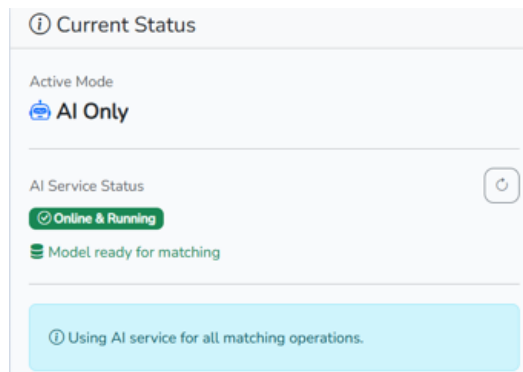 Current Status
Active Mode
AI Only
AI Service Status
Online & Running
Model ready for matching
Using AI service for all matching operations.